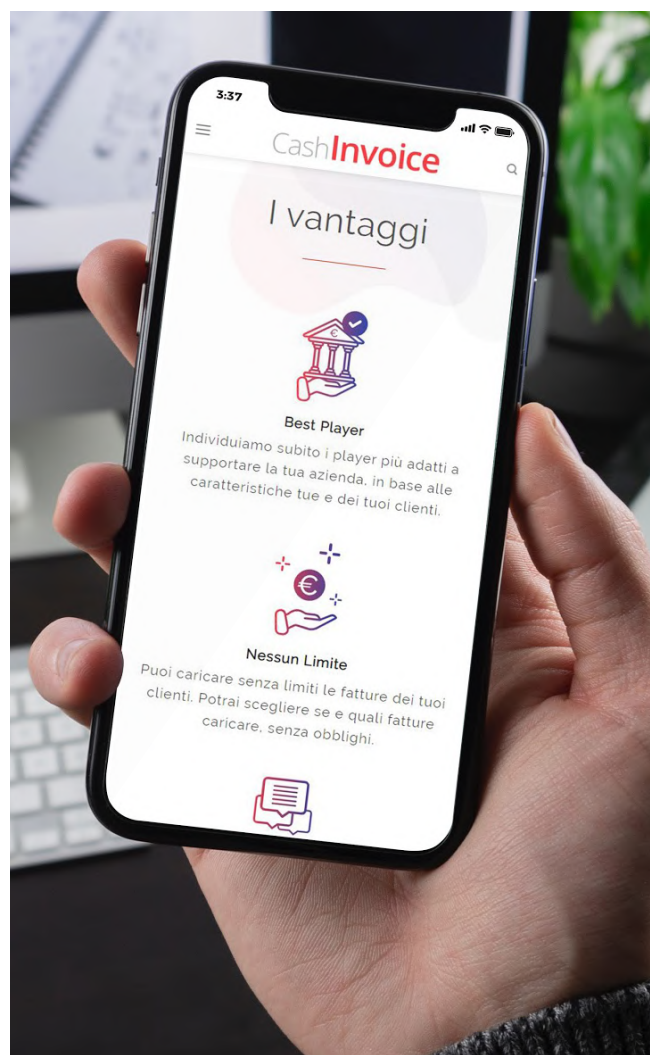 3:37
CashInvoice
I vantaggi
€
Best Player
Individuiamo subito i player più adatti a
supportare la tua azienda, in base alle
caratteristiche tue e dei tuoi clienti.
€
Nessun Limite
Puoi caricare senza limiti le fatture dei tuoi
clienti. Potrai scegliere se e quali fatture
caricare, senza obblighi.